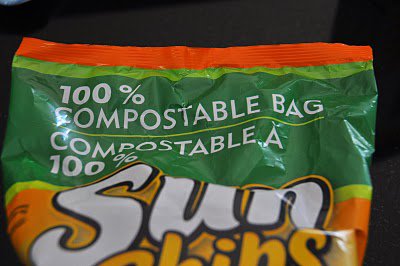 100%
COMPOSTABLE BAG
COMPOSTABLE A
100%
Sun
Chips